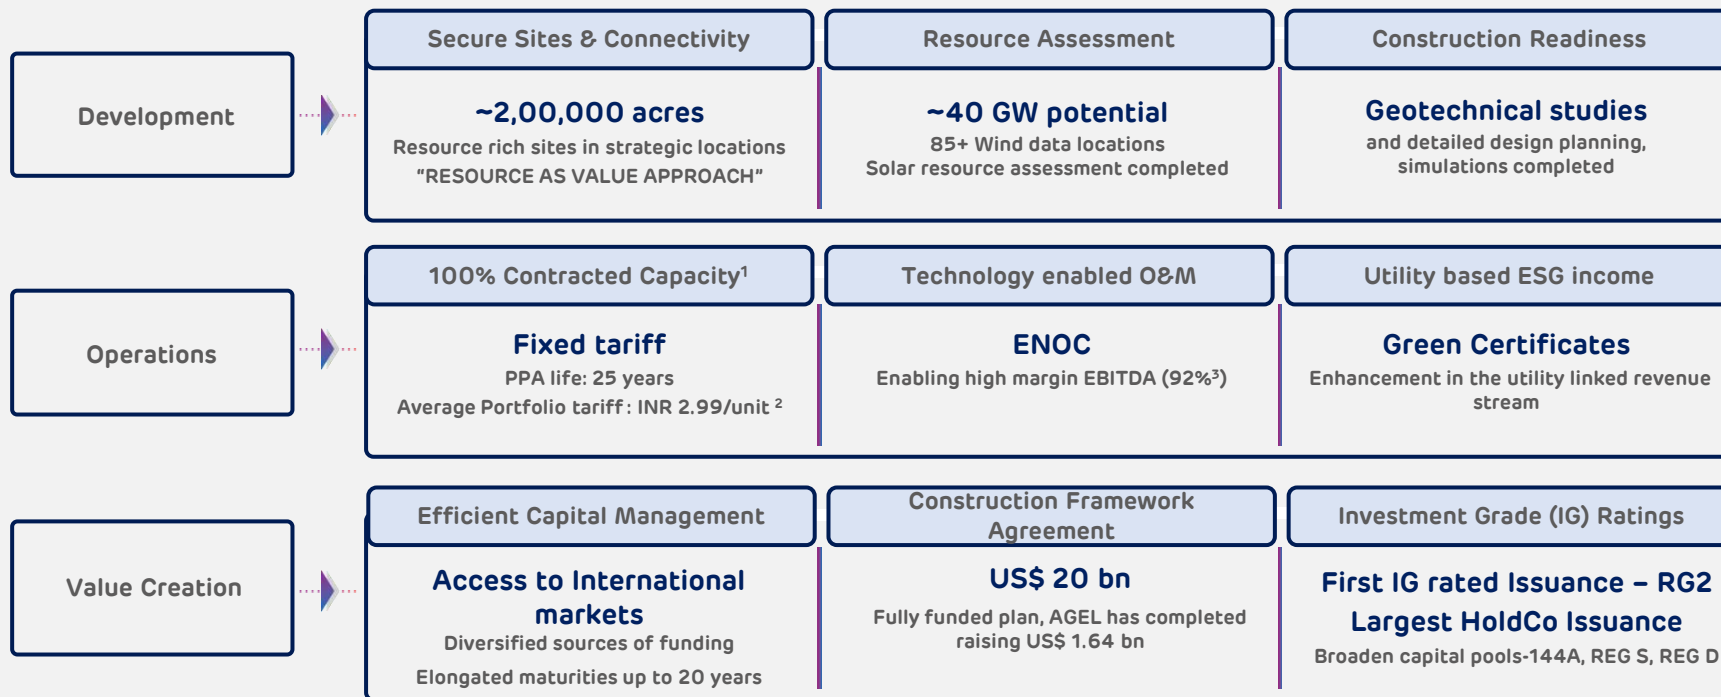 Development
Secure Sites & Connectivity
~2,00,000 acres
Resource rich sites in strategic locations
"RESOURCE AS VALUE APPROACH"
Resource Assessment
~40 GW potential
85+ Wind data locations
Solar resource assessment completed
Construction Readiness
Geotechnical studies
and detailed design planning,
simulations completed
Operations
100% Contracted Capacity¹
Fixed tariff
PPA life: 25 years
Average Portfolio tariff : INR 2.99/unit ²
Technology enabled O&M
ENOC
Enabling high margin EBITDA (92%³)
Utility based ESG income
Green Certificates
Enhancement in the utility linked revenue
stream
Value Creation
Efficient Capital Management
Access to International
markets
Diversified sources of funding
Elongated maturities up to 20 years
Construction Framework
Agreement
US$ 20 bn
Fully funded plan, AGEL has completed
raising US$ 1.64 bn
Investment Grade (IG) Ratings
First IG rated Issuance – RG2
Largest HoldCo Issuance
Broaden capital pools-144A, REG S, REG D